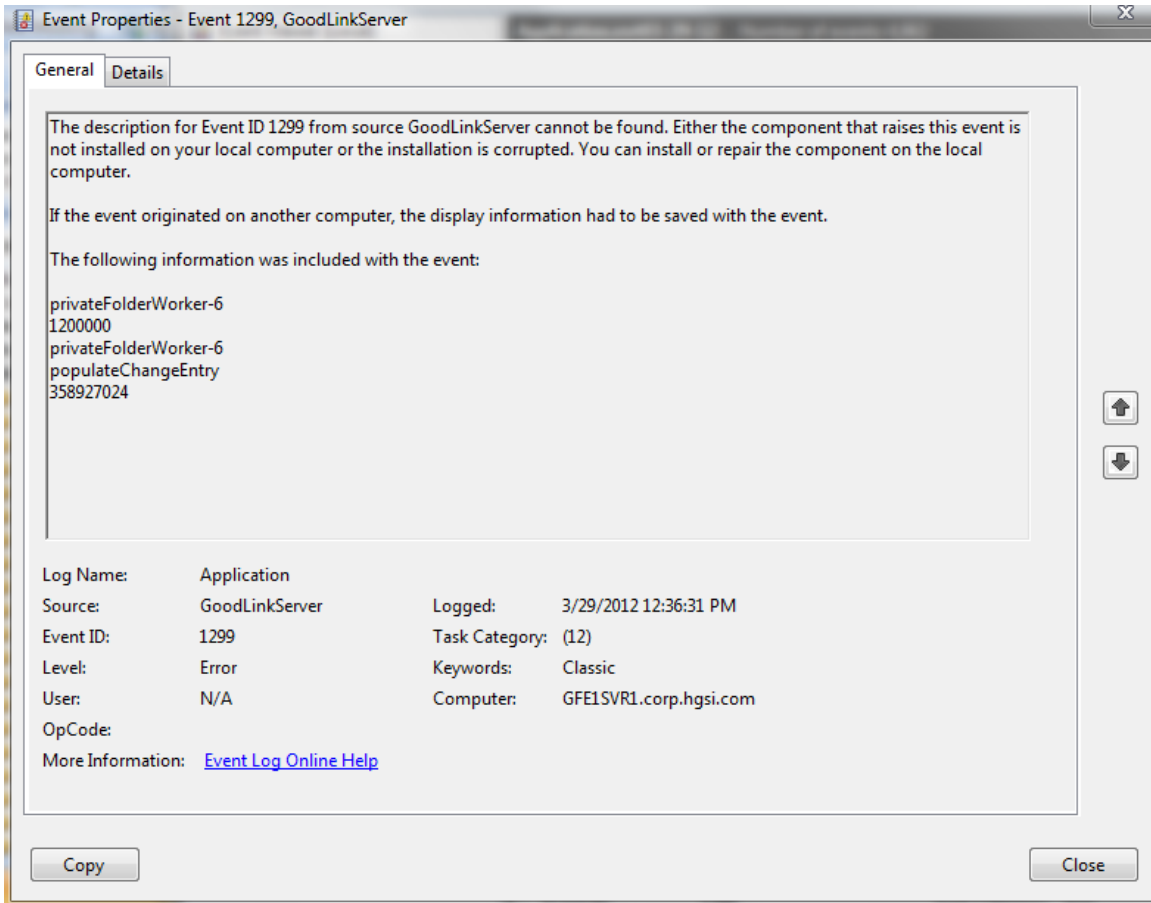 Event Properties - Event 1299, GoodLinkServer
General
Details
The description for Event ID 1299 from source GoodLinkServer cannot be found. Either the component that raises this event is
not installed on your local computer or the installation is corrupted. You can install or repair the component on the local
computer.
If the event originated on another computer, the display information had to be saved with the event.
The following information was included with the event:
privateFolderWorker-6
1200000
privateFolderWorker-6
populateChangeEntry
358927024
Log Name: Application
Source: GoodLinkServer Logged: 3/29/2012 12:36:31 PM
Event ID: 1299 Task Category: (12)
Level: Error Keywords: Classic
User: N/A Computer: GFE1SVR1.corp.hgsi.com
OpCode:
More Information: Event Log Online Help
Copy
Close